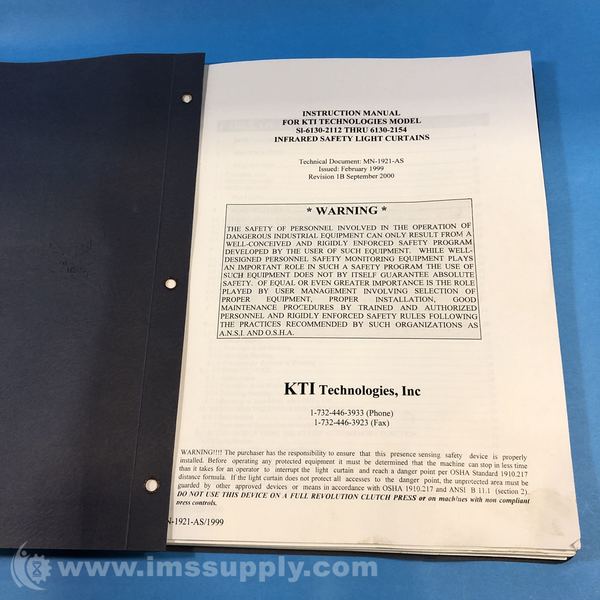 INSTRUCTION MANUAL
FOR KTI TECHNOLOGIES MODEL
SI-6130-2112 THRU 6130-2154
INFRARED SAFETY LIGHT CURTAINS
Technical Document: MN-1921-AS
Issued: February 1999
Revision 1B September 2000
* WARNING *
THE SAFETY OF PERSONNEL INVOLVED IN THE OPERATION OF
DANGEROUS INDUSTRIAL EQUIPMENT CAN ONLY RESULT FROM A
WELL-CONCEIVED AND RIGIDLY ENFORCED SAFETY PROGRAM
DEVELOPED BY THE USER OF SUCH EQUIPMENT. WHILE WELL-
DESIGNED PERSONNEL SAFETY MONITORING EQUIPMENT PLAYS
AN IMPORTANT ROLE IN SUCH A SAFETY PROGRAM THE USE OF
SUCH EQUIPMENT DOES NOT BY ITSELF GUARANTEE ABSOLUTE
SAFETY. OF EQUAL OR EVEN GREATER IMPORTANCE IS THE ROLE
PLAYED BY USER MANAGEMENT INVOLVING SELECTION OF
PROPER EQUIPMENT, PROPER INSTALLATION, GOOD
MAINTENANCE PROCEDURES BY TRAINED AND AUTHORIZED
PERSONNEL AND RIGIDLY ENFORCED SAFETY RULES FOLLOWING
THE PRACTICES RECOMMENDED BY SUCH ORGANIZATIONS AS
A.N.S.I. AND O.S.H.A.
KTI Technologies, Inc
1-732-446-3933 (Phone)
1-732-446-3923 (Fax)
WARNING!!!! The purchaser has the responsibility to ensure that this presence sensing safety device is properly
installed. Before operating any protected equipment it must be determined that the machine can stop in less time
than it takes for an operator to interrupt the light curtain and reach a danger point per OSHA Standard 1910.217
distance formula. If the light curtain does not protect all accesses to the danger point, the unprotected area must be
guarded by other approved devices or means in accordance with OSHA 1910.217 and ANSI B 11.1 (section 2).
DO NOT USE THIS DEVICE ON A FULL REVOLUTION CLUTCH PRESS or on machines with non compliant
press controls.
N-1921-AS/1999
© www.imssupply.com/